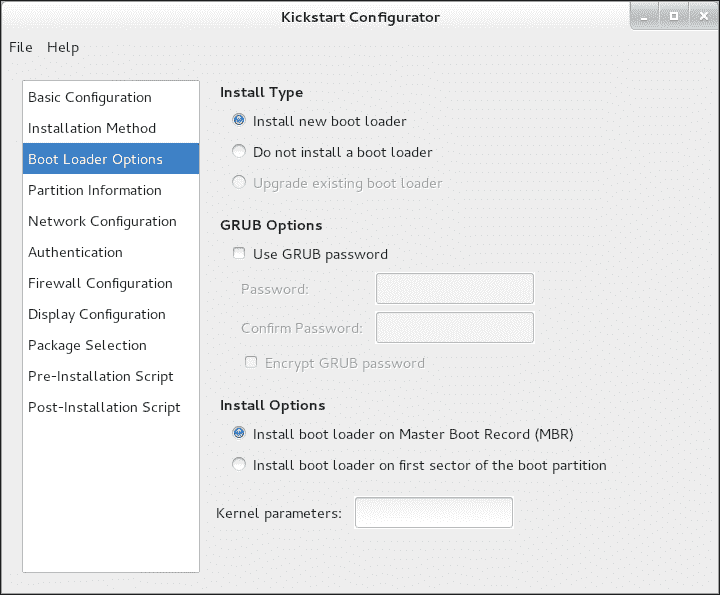 Kickstart Configurator
File Help
Basic Configuration
Installation Method
Boot Loader Options
Partition Information
Network Configuration
Authentication
Firewall Configuration
Display Configuration
Package Selection
Pre-Installation Script
Post-Installation Script
Install Type
Install new boot loader
Do not install a boot loader
Upgrade existing boot loader
GRUB Options
Use GRUB password
Password:
Confirm Password:
Encrypt GRUB password
Install Options
Install boot loader on Master Boot Record (MBR)
Install boot loader on first sector of the boot partition
Kernel parameters: